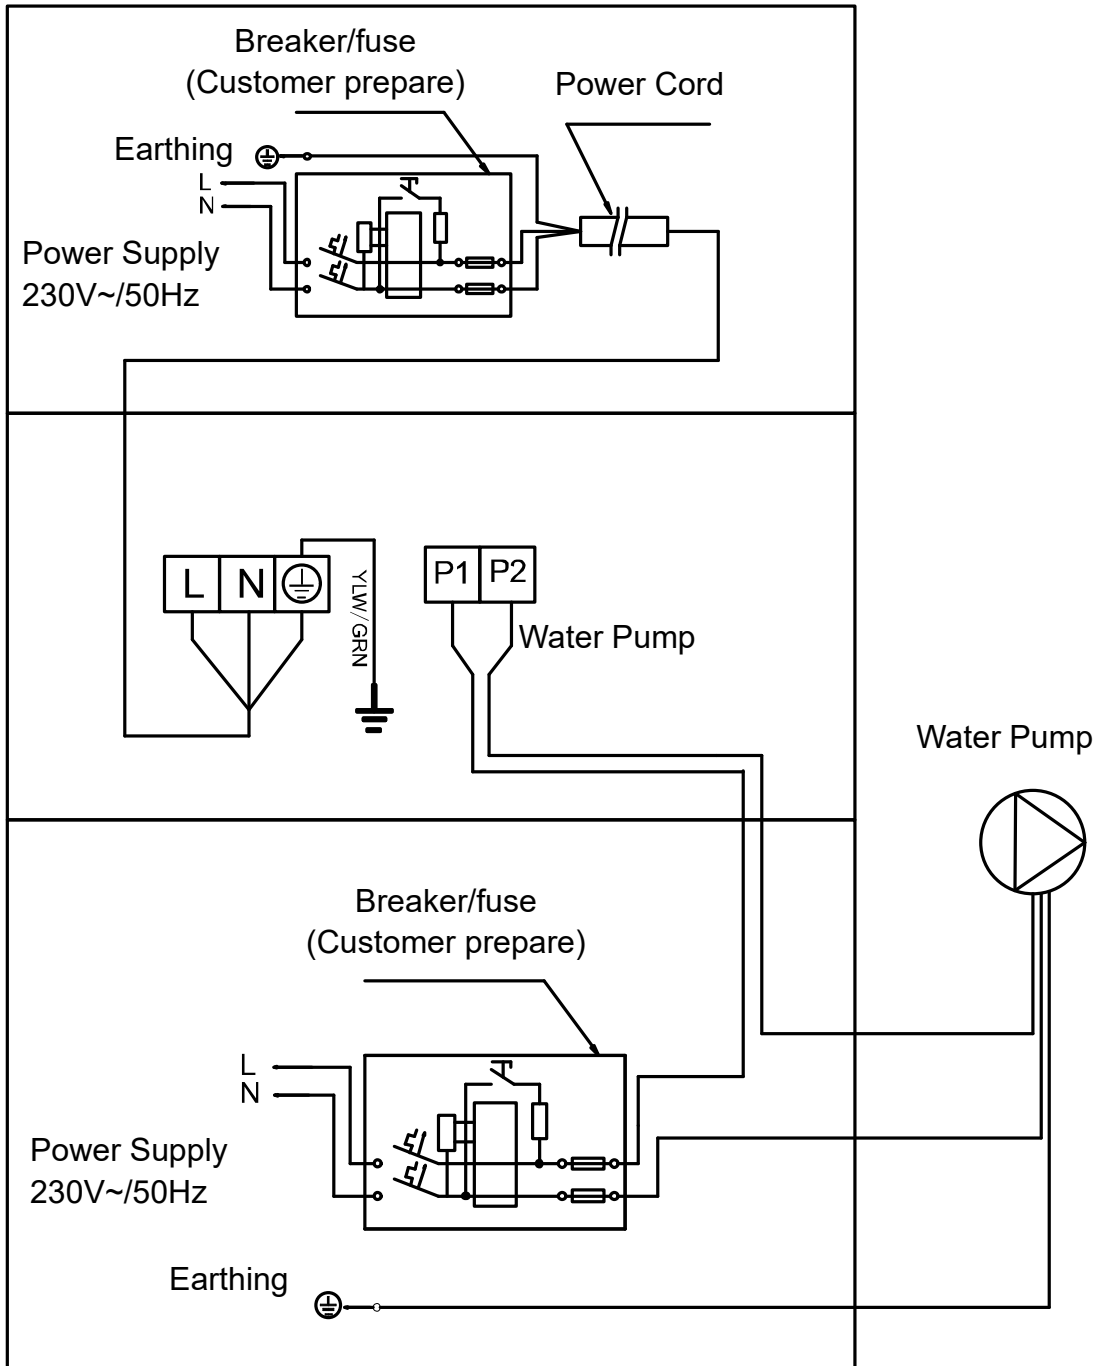 Breaker/fuse
(Customer prepare)
Power Cord
Earthing
L
N
Power Supply
230V~/50Hz
L N
YLW/GRN
P1 P2
Water Pump
Water Pump
Breaker/fuse
(Customer prepare)
L
N
Power Supply
230V~/50Hz
Earthing